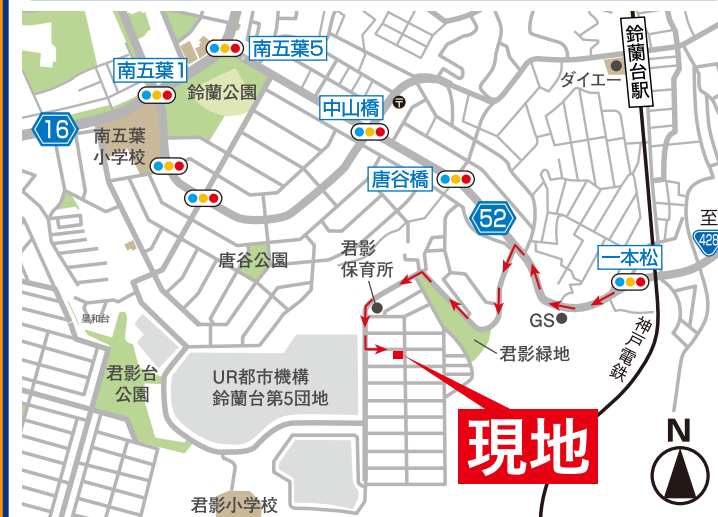 南五葉5
南五葉1
鈴蘭公園
16
南五葉
小学校
中山橋
〒
ダイエー
鈴蘭台駅
唐谷橋
52
至
428
一本松
君影
保育所
唐谷公園
GS
君影緑地
神戸電鉄
星和台
君影台
公園
UR都市機構
鈴蘭台第5団地
現地
N
君影小学校